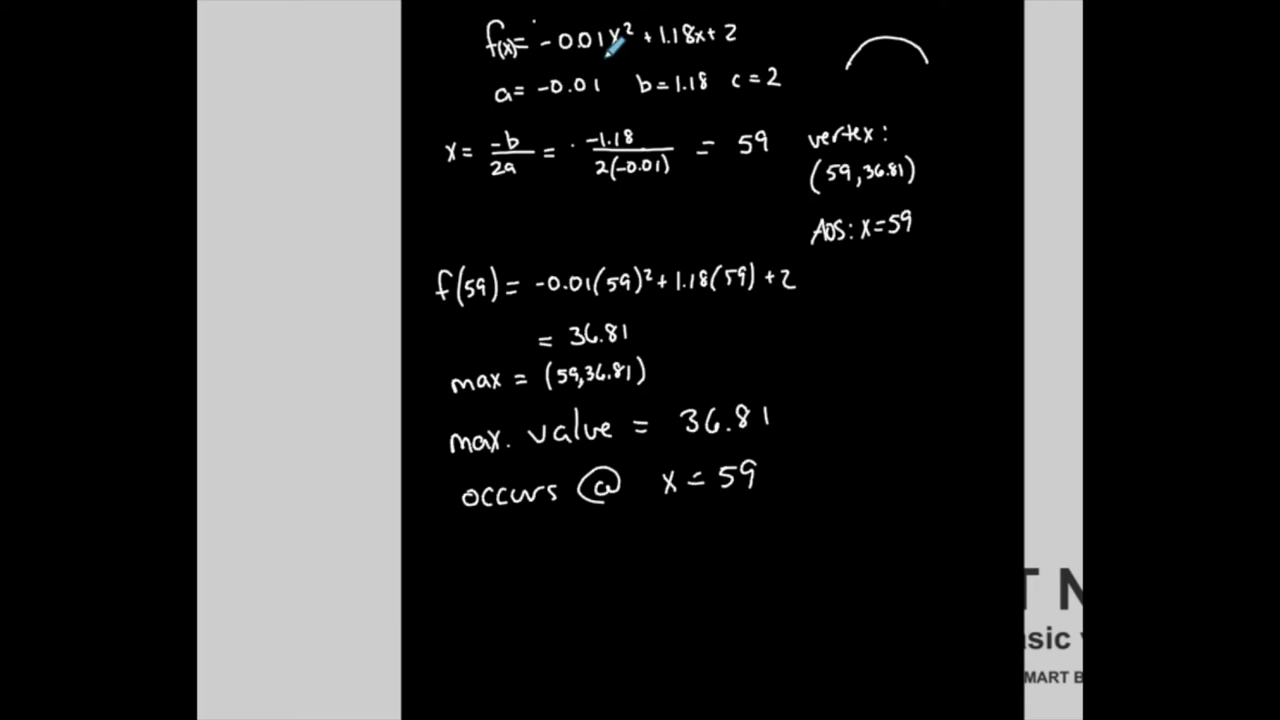 f(x) = -0.01x² + 1.18x + 2
a = -0.01 b = 1.18 c = 2
x = -b/2a = -1.18/2(-0.01) = 59
vertex:
(59, 36.81)
AOS: x = 59
f(59) = -0.01(59)² + 1.18(59) + 2
= 36.81
max = (59, 36.81)
max. value = 36.81
occurs @ x = 59
T N
asic
MART B